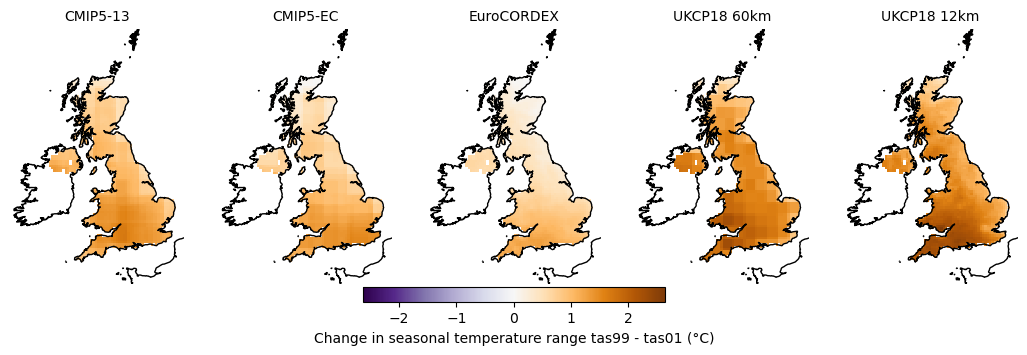 CMIP5-13 CMIP5-EC EuroCORDEX UKCP18 60km UKCP18 12km
−2 −1 0 1 2
Change in seasonal temperature range tas99 - tas01 (°C)